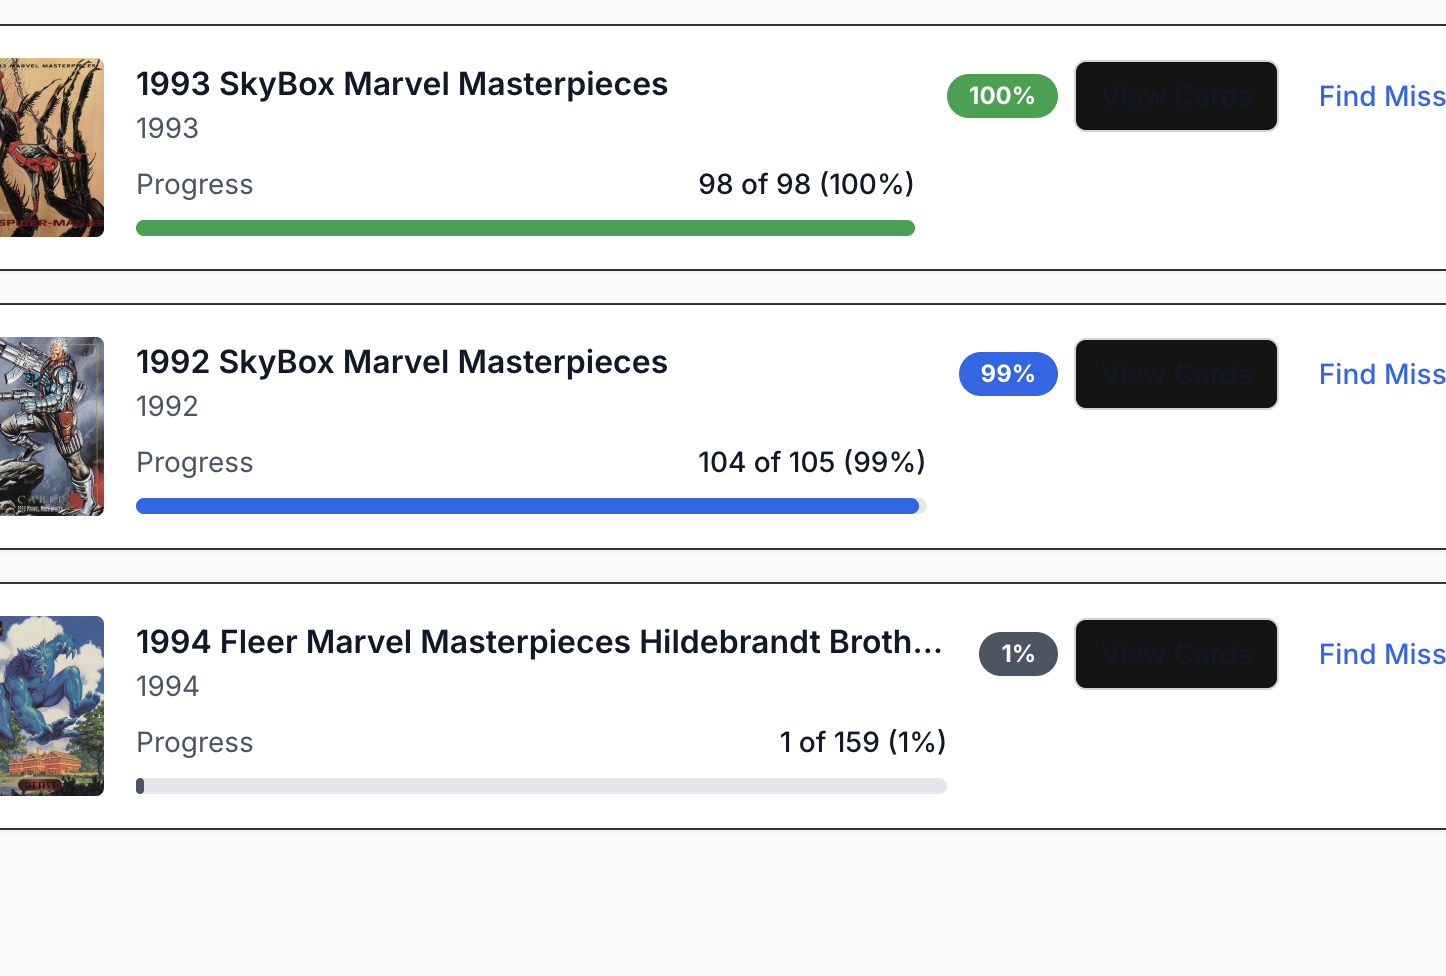 1993 SkyBox Marvel Masterpieces
1993
Progress
98 of 98 (100%)
100%
View Cards
Find Miss
1992 SkyBox Marvel Masterpieces
1992
Progress
104 of 105 (99%)
99%
View Cards
Find Miss
1994 Fleer Marvel Masterpieces Hildebrandt Broth...
1994
Progress
1 of 159 (1%)
1%
View Cards
Find Miss